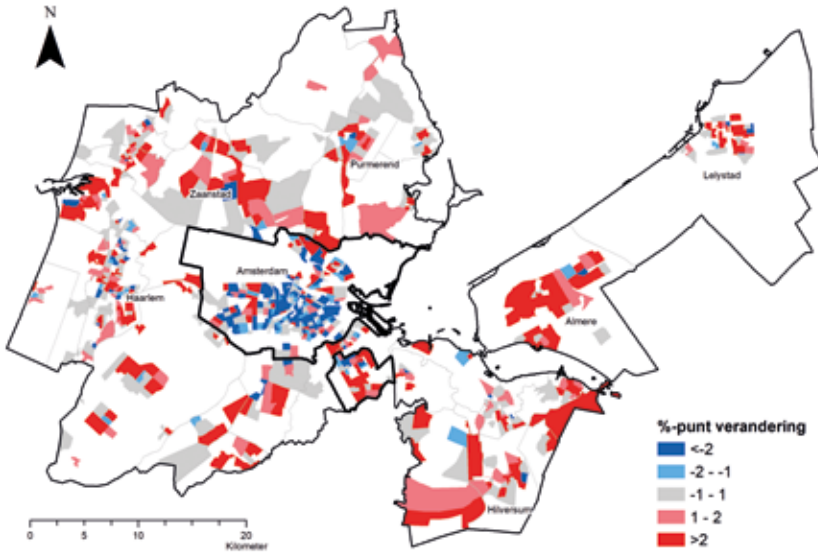 N
Purmerend
Zaanstad
Lelystad
Amsterdam
Haarlem
Almere
Hilversum
%-punt verandering
<-2
-2 - -1
-1 - 1
1 - 2
>2
0 5 10 20
Kilometer